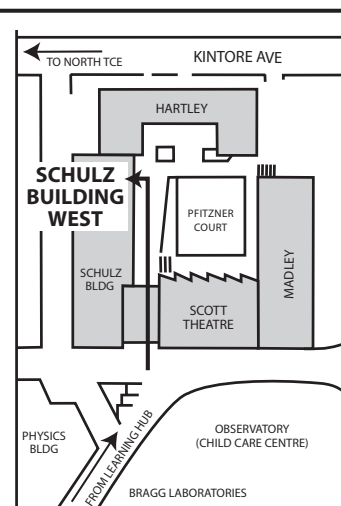 KINTORE AVE
TO NORTH TCE
HARTLEY
SCHULZ
BUILDING
WEST
PFITZNER
COURT
MADLEY
SCHULZ
BLDG
SCOTT
THEATRE
FROM LEARNING HUB
PHYSICS
BLDG
OBSERVATORY
(CHILD CARE CENTRE)
BRAGG LABORATORIES